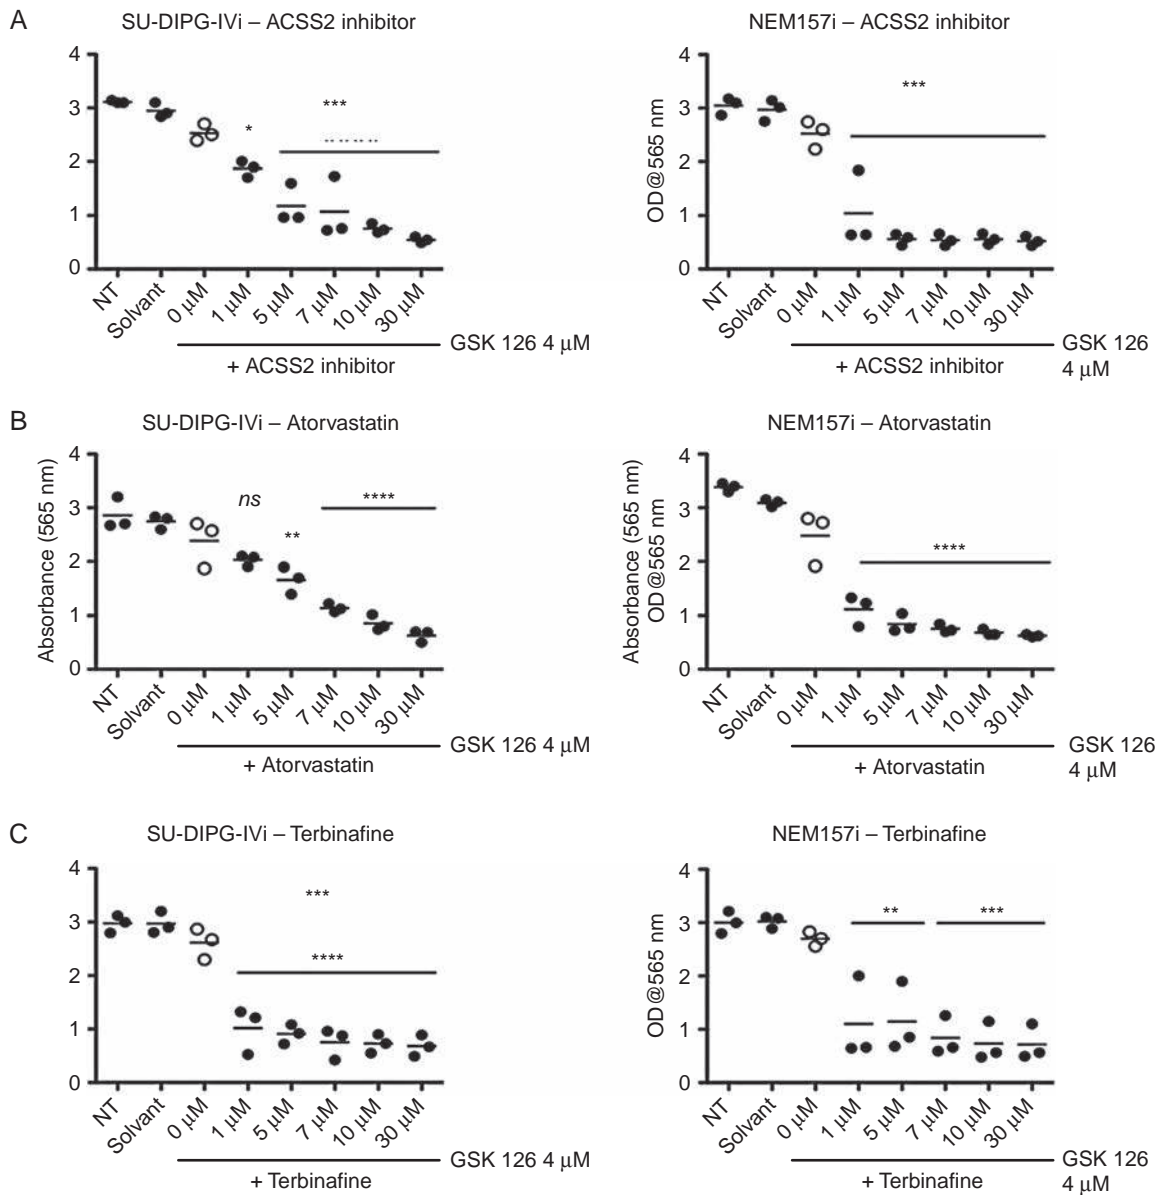 A
SU-DIPG-IVi – ACSS2 inhibitor
4
3
2
1
0
***
*
NT
Solvant
0 µM
1 µM
5 µM
7 µM
10 µM
30 µM
GSK 126 4 µM
+ ACSS2 inhibitor
NEM157i – ACSS2 inhibitor
OD@565 nm
4
3
2
1
0
***
NT
Solvant
0 µM
1 µM
5 µM
7 µM
10 µM
30 µM
GSK 126
4 µM
+ ACSS2 inhibitor
B
SU-DIPG-IVi – Atorvastatin
Absorbance (565 nm)
4
3
2
1
0
ns
**
****
NT
Solvant
0 µM
1 µM
5 µM
7 µM
10 µM
30 µM
GSK 126 4 µM
+ Atorvastatin
NEM157i – Atorvastatin
Absorbance (565 nm)
OD@565 nm
4
3
2
1
0
****
NT
Solvant
0 µM
1 µM
5 µM
7 µM
10 µM
30 µM
GSK 126
4 µM
+ Atorvastatin
C
SU-DIPG-IVi – Terbinafine
4
3
2
1
0
***
****
NT
Solvant
0 µM
1 µM
5 µM
7 µM
10 µM
30 µM
GSK 126 4 µM
+ Terbinafine
NEM157i – Terbinafine
OD@565 nm
4
3
2
1
0
**
***
NT
Solvant
0 µM
1 µM
5 µM
7 µM
10 µM
30 µM
GSK 126
4 µM
+ Terbinafine